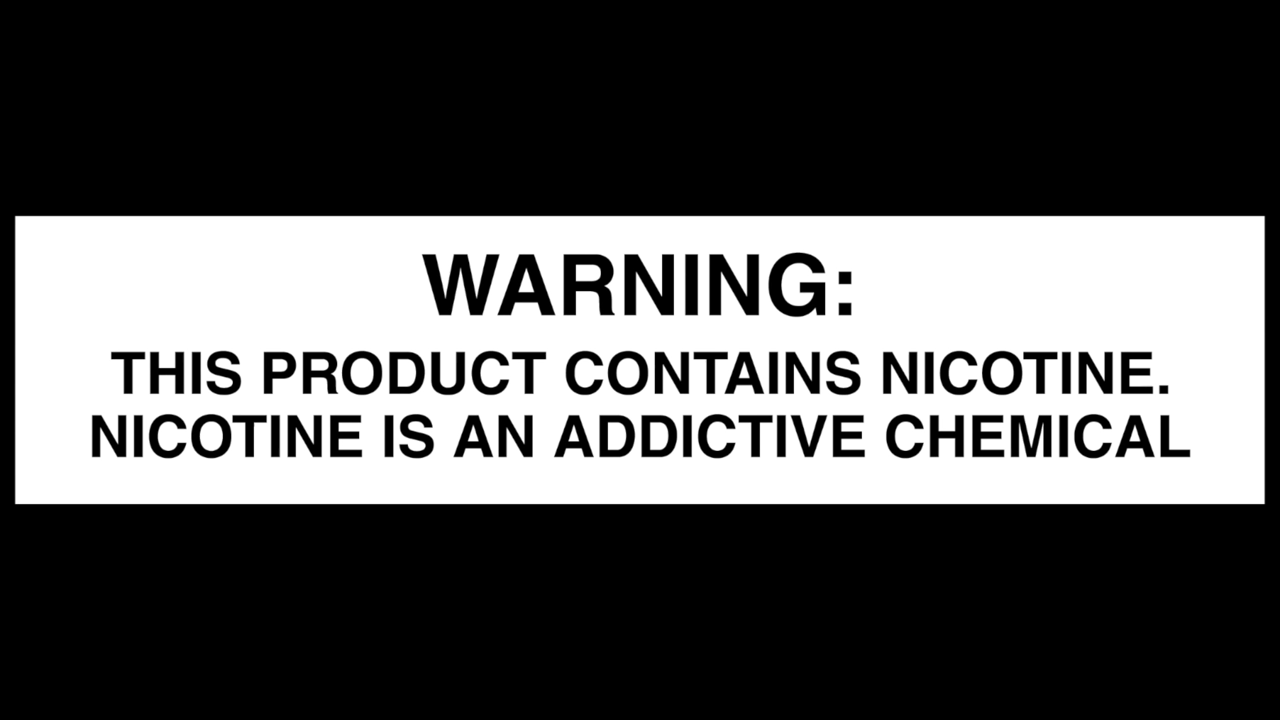 WARNING:
THIS PRODUCT CONTAINS NICOTINE.
NICOTINE IS AN ADDICTIVE CHEMICAL